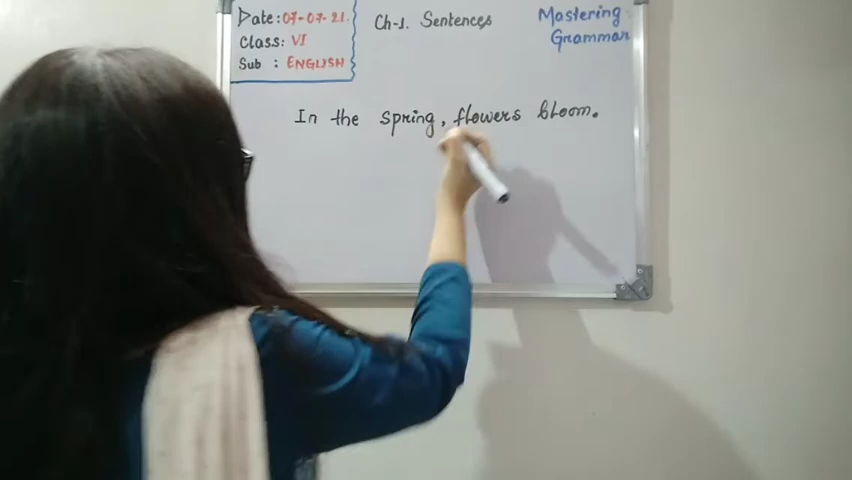 Date: 07-07-21.
Class: VI
Sub : ENGLISH
Ch-1. Sentences
Mastering
Grammar
In the spring, flowers bloom.